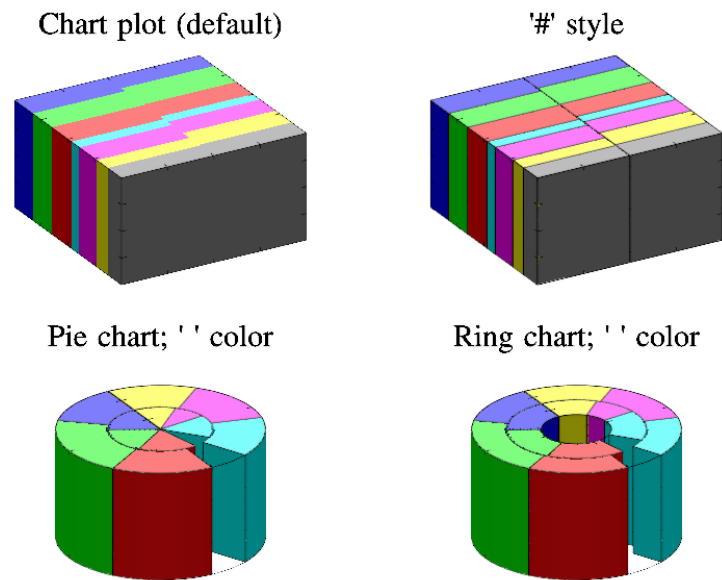 Chart plot (default)
'#' style
Pie chart; ' ' color
Ring chart; ' ' color